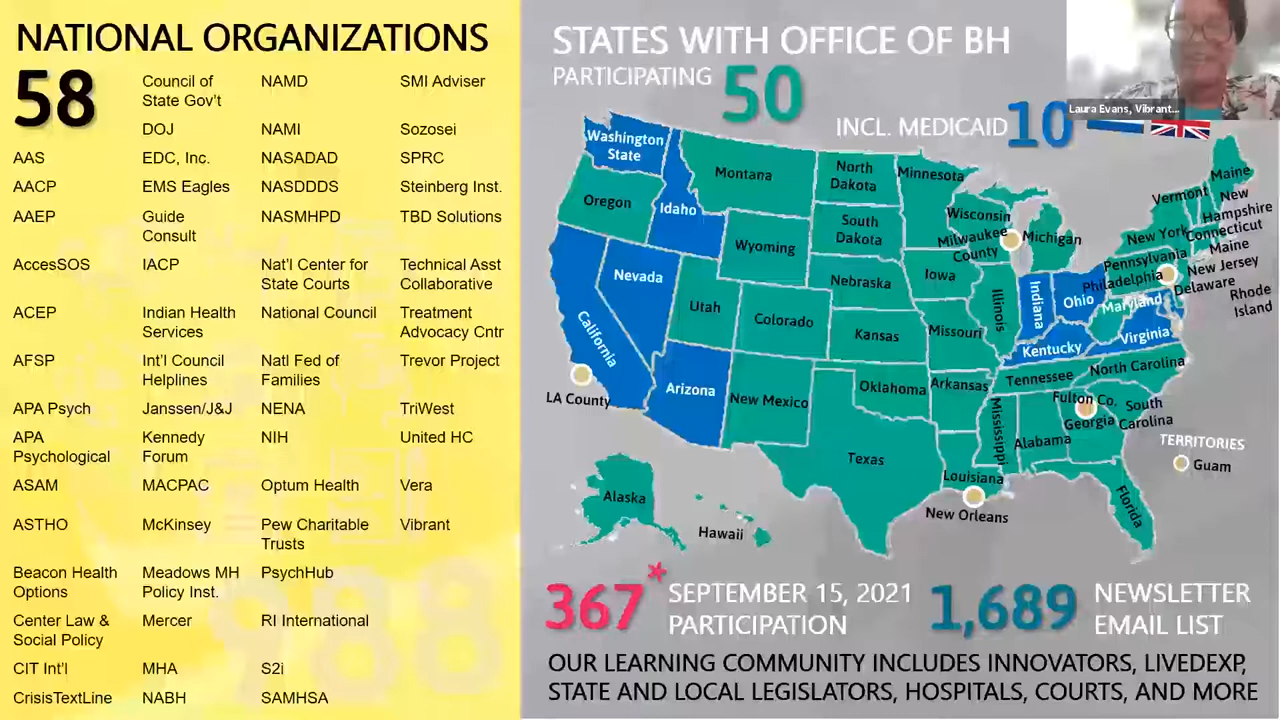 NATIONAL ORGANIZATIONS
58
AAS
AACP
AAEP
AccesSOS
ACEP
AFSP
APA Psych
APA
Psychological
ASAM
ASTHO
Beacon Health
Options
Center Law &
Social Policy
CIT Int'l
CrisisTextLine
Council of
State Gov't
DOJ
EDC, Inc.
EMS Eagles
Guide
Consult
IACP
Indian Health
Services
Int'l Council
Helplines
Janssen/J&J
Kennedy
Forum
MACPAC
McKinsey
Meadows MH
Policy Inst.
Mercer
MHA
NABH
NAMD
NAMI
NASADAD
NASDDDS
NASMHPD
Nat'l Center for
State Courts
National Council
Natl Fed of
Families
NENA
NIH
Optum Health
Pew Charitable
Trusts
PsychHub
RI International
S2i
SAMHSA
SMI Adviser
Sozosei
SPRC
Steinberg Inst.
TBD Solutions
Technical Asst
Collaborative
Treatment
Advocacy Cntr
Trevor Project
TriWest
United HC
Vera
Vibrant
988
STATES WITH OFFICE OF BH
PARTICIPATING 50
INCL. MEDICAID 10
Laura Evans, Vibrant...
Washington
State
Oregon
Idaho
Montana
North
Dakota
Minnesota
South
Dakota
Wyoming
Nevada
California
Utah
Colorado
Nebraska
Iowa
Wisconsin
Milwaukee
County
Michigan
Illinois
Indiana
Ohio
Kansas
Missouri
Kentucky
Arizona
New Mexico
Oklahoma
Arkansas
Tennessee
North Carolina
Virginia
Maryland
Philadelphia
Pennsylvania
New York
Vermont
Maine
New
Hampshire
Connecticut
Maine
New Jersey
Delaware
Rhode
Island
LA County
Texas
Louisiana
New Orleans
Mississippi
Alabama
Fulton Co.
Georgia
South
Carolina
Florida
Alaska
Hawaii
TERRITORIES
Guam
367*
SEPTEMBER 15, 2021
PARTICIPATION
1,689
NEWSLETTER
EMAIL LIST
OUR LEARNING COMMUNITY INCLUDES INNOVATORS, LIVEDEXP,
STATE AND LOCAL LEGISLATORS, HOSPITALS, COURTS, AND MORE